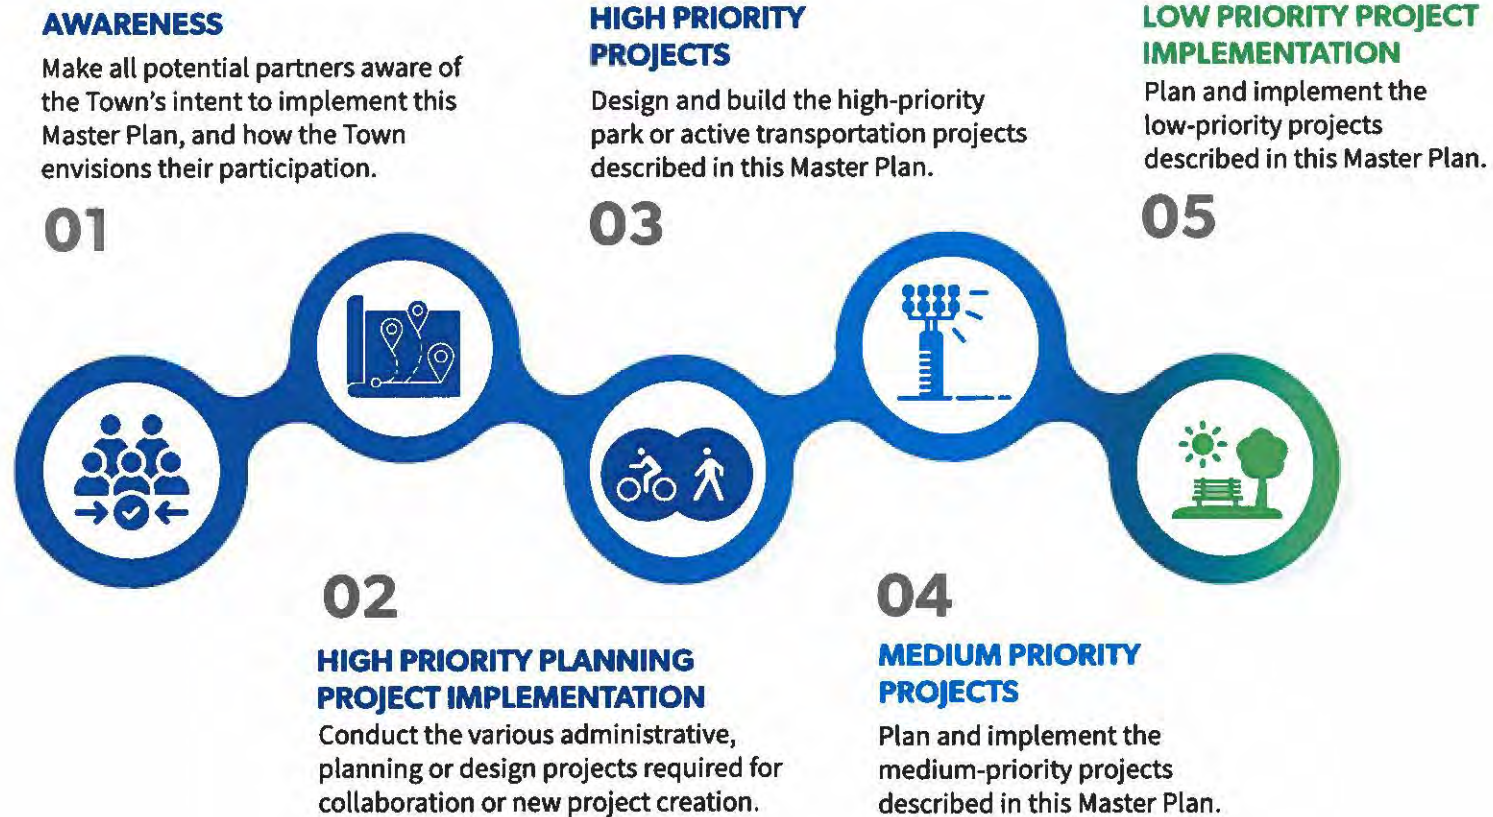 AWARENESS
Make all potential partners aware of
the Town's intent to implement this
Master Plan, and how the Town
envisions their participation.
01
02
HIGH PRIORITY PLANNING
PROJECT IMPLEMENTATION
Conduct the various administrative,
planning or design projects required for
collaboration or new project creation.
HIGH PRIORITY
PROJECTS
Design and build the high-priority
park or active transportation projects
described in this Master Plan.
03
04
MEDIUM PRIORITY
PROJECTS
Plan and implement the
medium-priority projects
described in this Master Plan.
LOW PRIORITY PROJECT
IMPLEMENTATION
Plan and implement the
low-priority projects
described in this Master Plan.
05